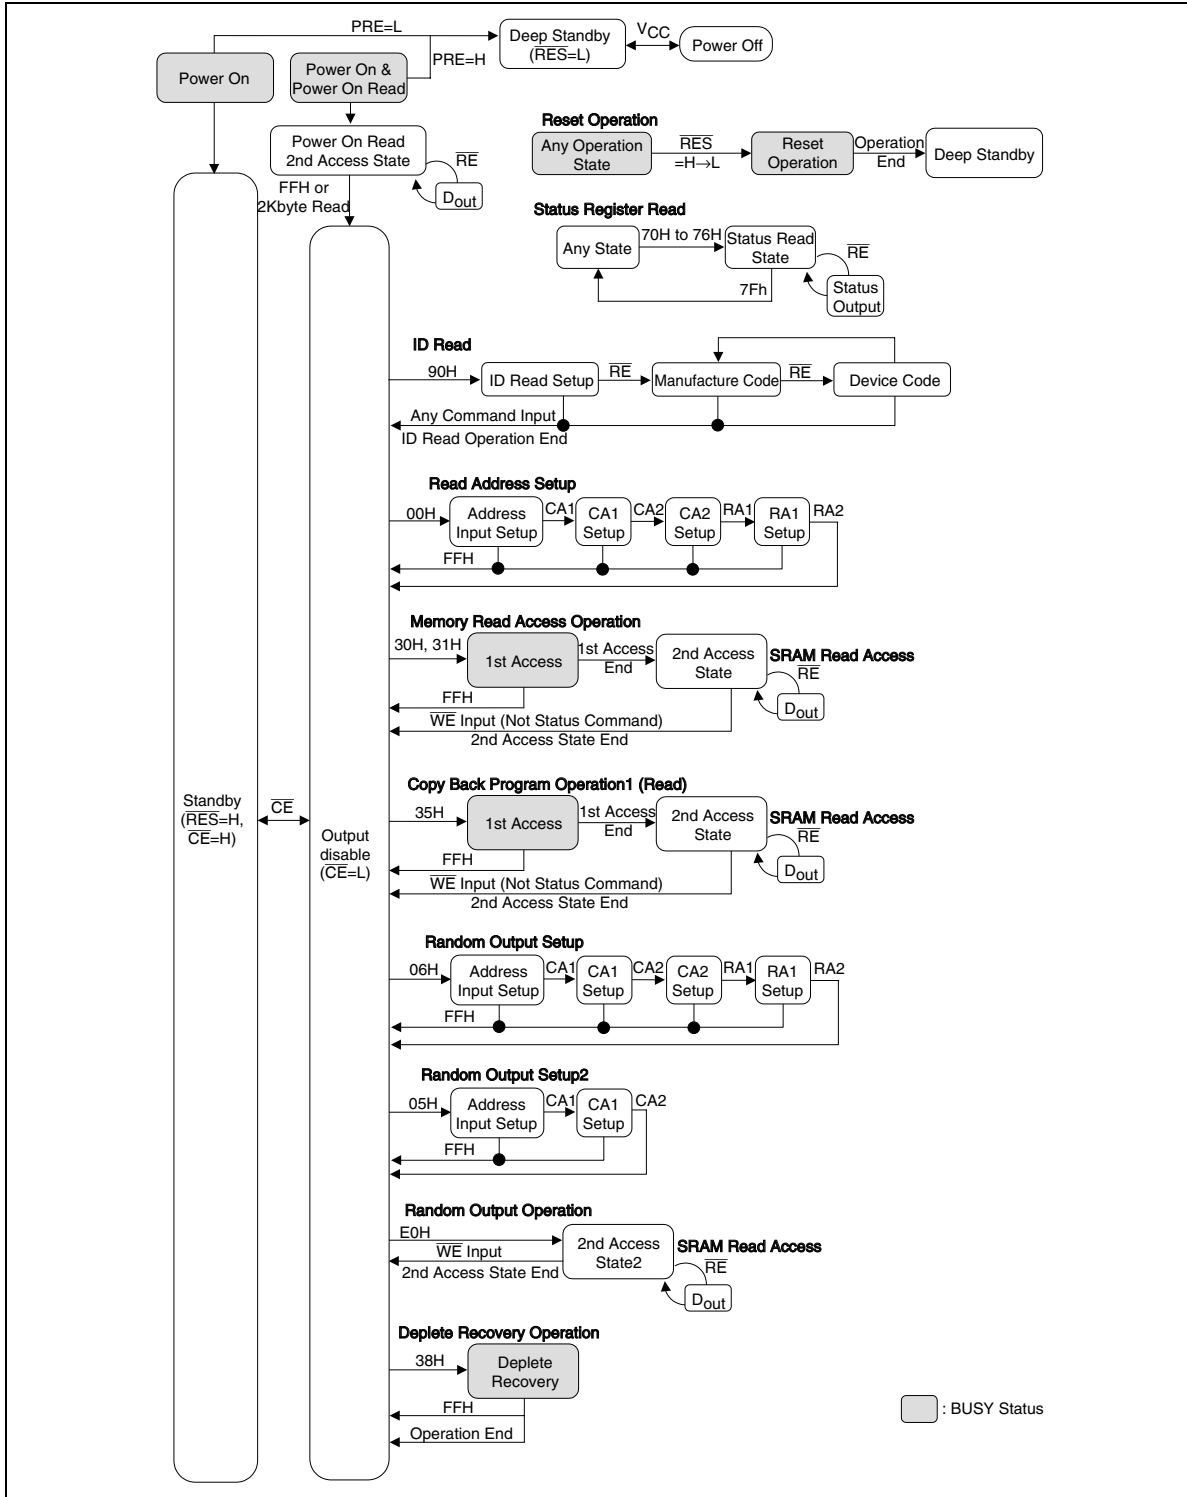 PRE=L
Deep Standby
(RES=L)
VCC
Power Off
PRE=H
Power On
Power On &
Power On Read
Reset Operation
Any Operation
State
RES
=H→L
Reset
Operation
Operation
End
Deep Standby
Power On Read
2nd Access State
RE
Dout
FFH or
2Kbyte Read
Status Register Read
Any State
70H to 76H
Status Read
State
RE
Status
Output
7Fh
ID Read
90H
ID Read Setup
RE
Manufacture Code
RE
Device Code
Any Command Input
ID Read Operation End
Read Address Setup
00H
Address
Input Setup
CA1
CA1
Setup
CA2
CA2
Setup
RA1
RA1
Setup
RA2
FFH
Memory Read Access Operation
30H, 31H
1st Access
1st Access
End
2nd Access
State
SRAM Read Access
RE
Dout
FFH
WE Input (Not Status Command)
2nd Access State End
Copy Back Program Operation1 (Read)
35H
1st Access
1st Access
End
2nd Access
State
SRAM Read Access
RE
Dout
FFH
WE Input (Not Status Command)
2nd Access State End
Standby
(RES=H,
CE=H)
CE
Output
disable
(CE=L)
Random Output Setup
06H
Address
Input Setup
CA1
CA1
Setup
CA2
CA2
Setup
RA1
RA1
Setup
RA2
FFH
Random Output Setup2
05H
Address
Input Setup
CA1
CA1
Setup
CA2
FFH
Random Output Operation
E0H
2nd Access
State2
SRAM Read Access
RE
Dout
WE Input
2nd Access State End
Deplete Recovery Operation
38H
Deplete
Recovery
FFH
Operation End
: BUSY Status